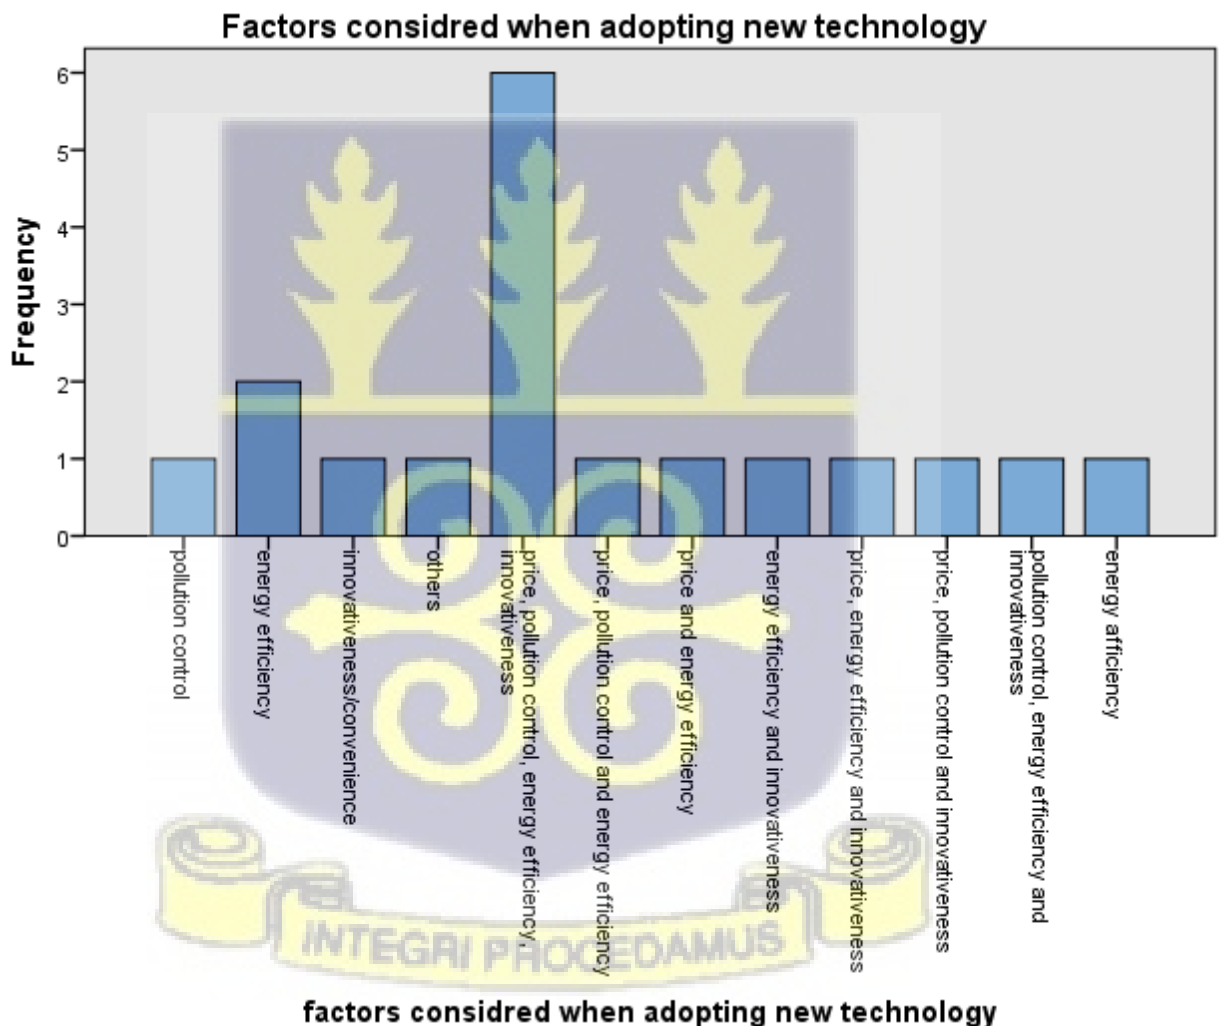 Factors considred when adopting new technology
Frequency
6
5
4
3
2
1
0
pollution control
energy efficiency
innovativeness/convenience
others
price, pollution control, energy efficiency,
innovativeness
price, pollution control and energy efficiency
price and energy efficiency
energy efficiency and innovativeness
price, energy efficiency and innovativeness
price, pollution control and innovativeness
pollution control, energy efficiency and
innovativeness
energy afficiency
INTEGRI PROCEDAMUS
factors considred when adopting new technology